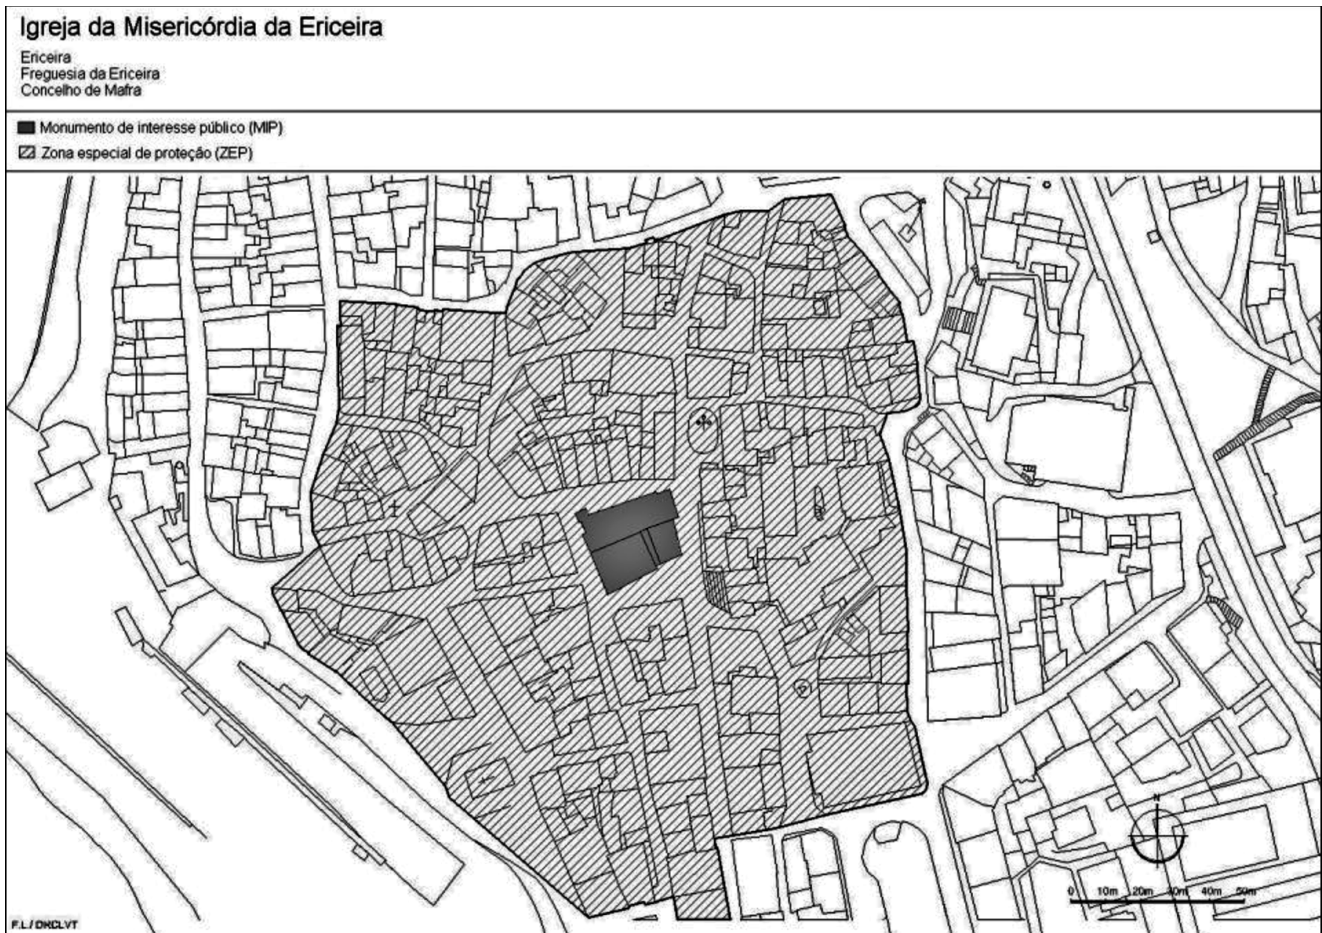 Igreja da Misericórdia da Ericeira
Ericeira
Freguesia da Ericeira
Concelho de Mafra
Monumento de interesse público (MIP)
Zona especial de proteção (ZEP)
N
0 10m 20m 30m 40m 50m
F.L./ DRCLVT